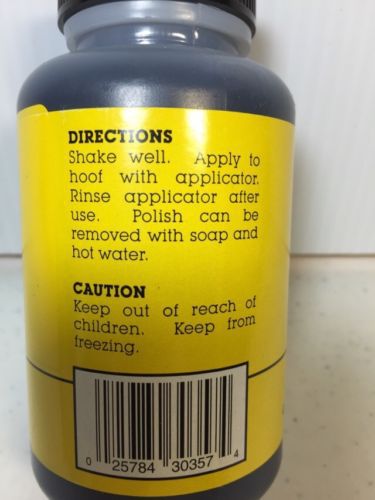 DIRECTIONS
Shake well. Apply to
hoof with applicator.
Rinse applicator after
use. Polish can be
removed with soap and
hot water.
CAUTION
Keep out of reach of
children. Keep from
freezing.
0 25784 30357 4